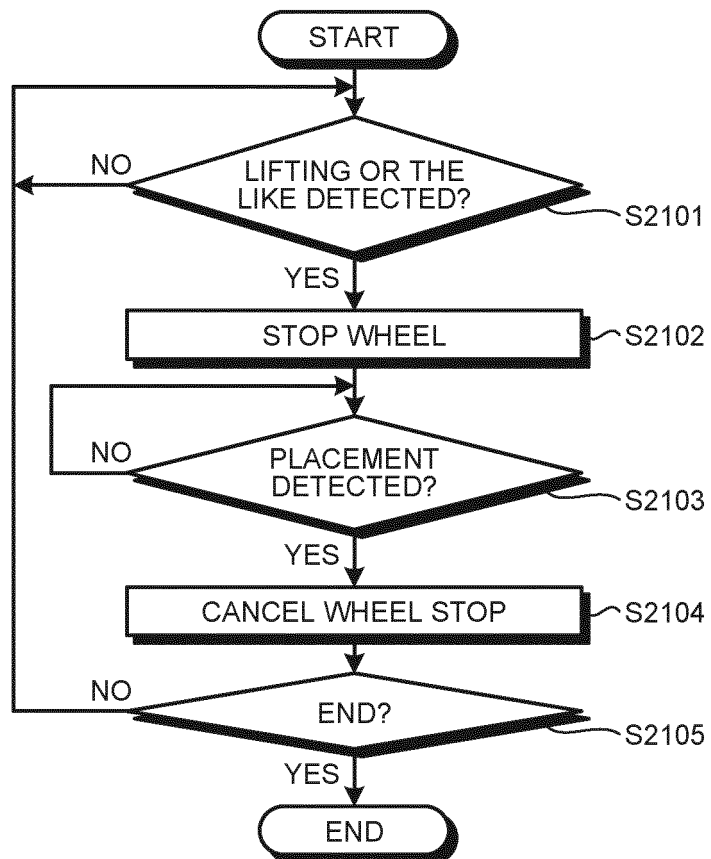 START
NO
LIFTING OR THE
LIKE DETECTED?
S2101
YES
STOP WHEEL
S2102
NO
PLACEMENT
DETECTED?
S2103
YES
CANCEL WHEEL STOP
S2104
NO
END?
S2105
YES
END